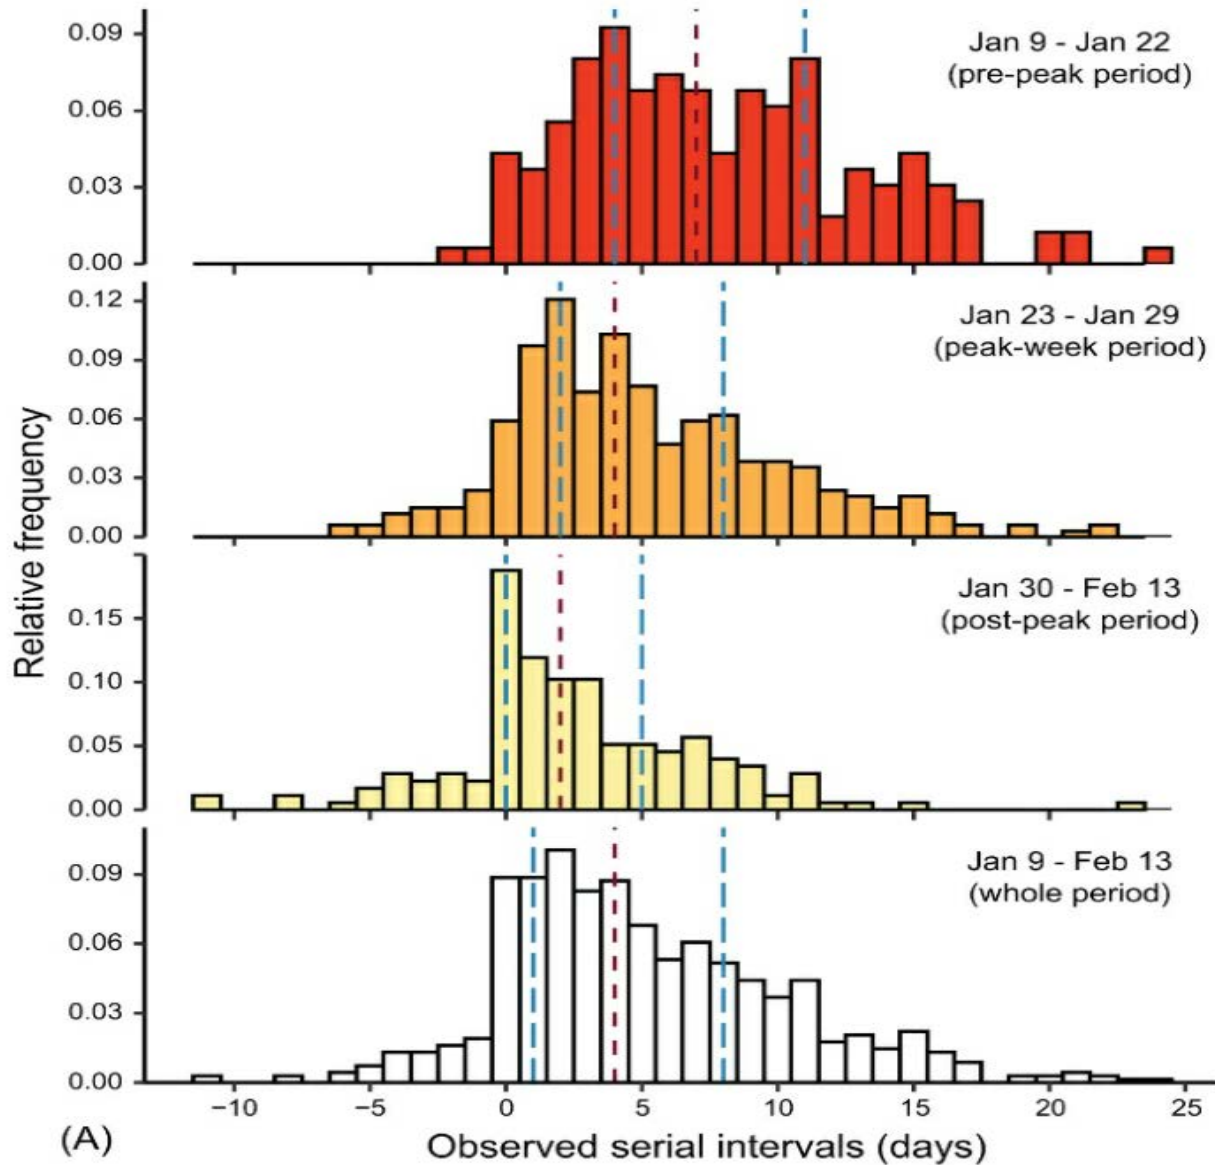 0.09
0.06
0.03
0.00
Jan 9 - Jan 22
(pre-peak period)
0.12
0.09
0.06
0.03
0.00
Jan 23 - Jan 29
(peak-week period)
Relative frequency
0.15
0.10
0.05
0.00
Jan 30 - Feb 13
(post-peak period)
0.09
0.06
0.03
0.00
Jan 9 - Feb 13
(whole period)
−10 −5 0 5 10 15 20 25
(A) Observed serial intervals (days)